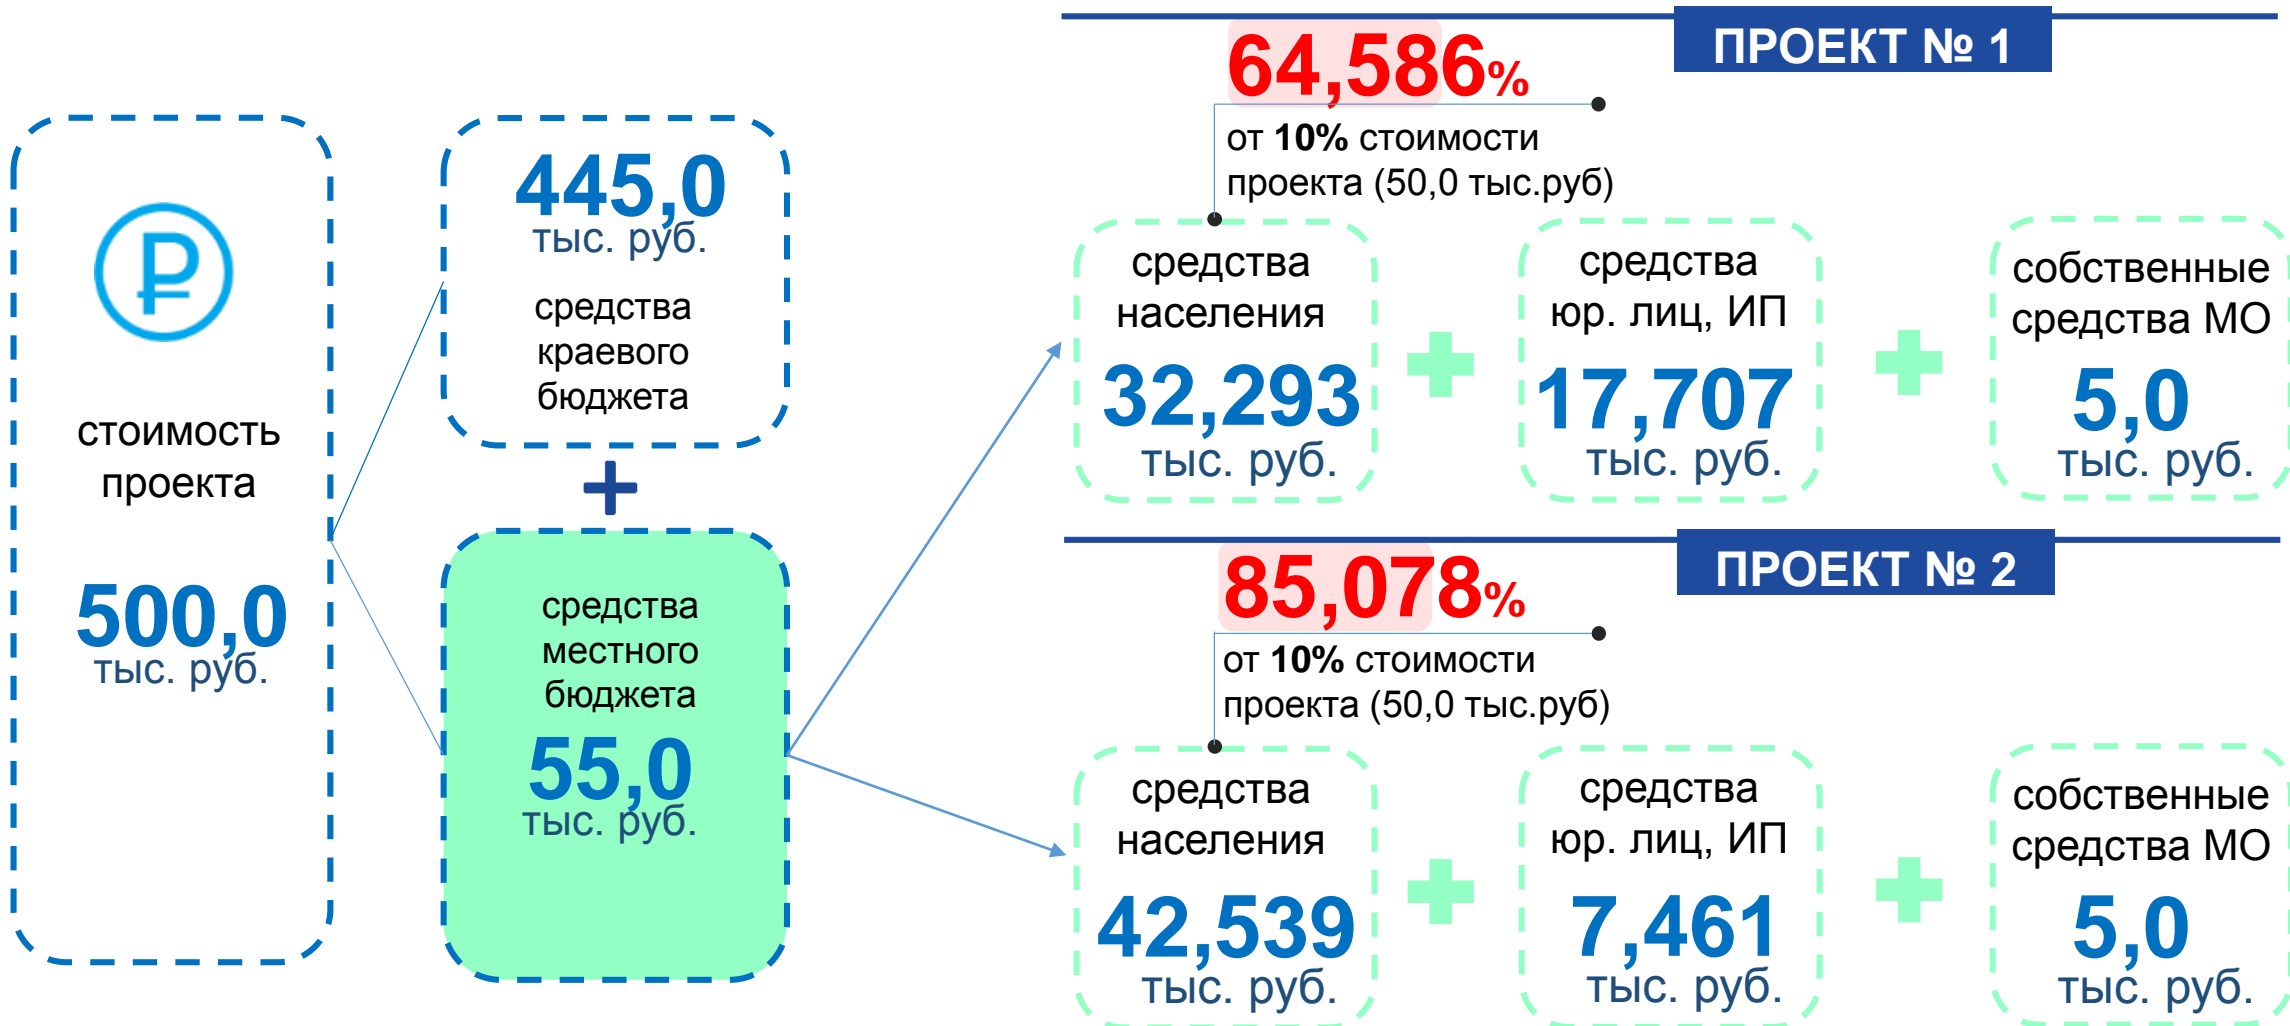 стоимость
проекта
500,0
тыс. руб.
445,0
тыс. руб.
средства
краевого
бюджета
+
средства
местного
бюджета
55,0
тыс. руб.
ПРОЕКТ № 1
64,586%
от 10% стоимости
проекта (50,0 тыс.руб)
средства
населения
32,293
тыс. руб.
средства
юр. лиц, ИП
17,707
тыс. руб.
собственные
средства МО
5,0
тыс. руб.
ПРОЕКТ № 2
85,078%
от 10% стоимости
проекта (50,0 тыс.руб)
средства
населения
42,539
тыс. руб.
средства
юр. лиц, ИП
7,461
тыс. руб.
собственные
средства МО
5,0
тыс. руб.